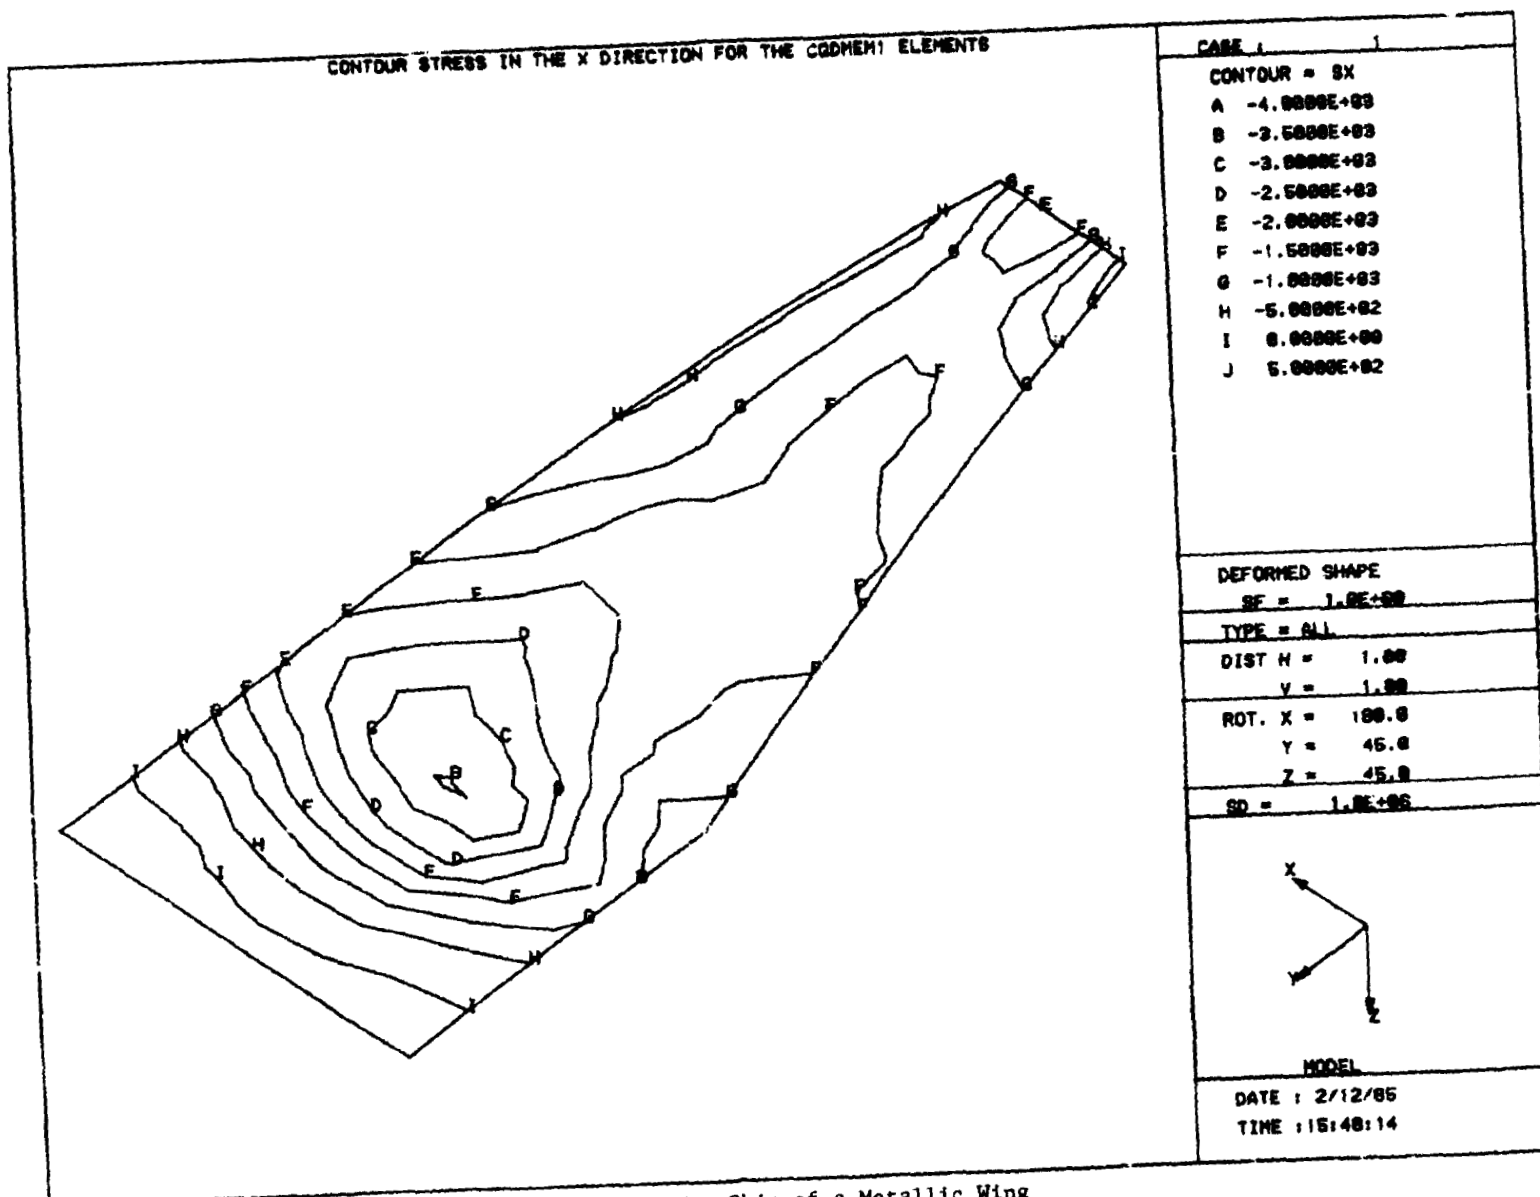 CONTOUR STRESS IN THE X DIRECTION FOR THE CQDMEM1 ELEMENTS
CASE : 1
CONTOUR = SX
A -4.0000E+03
B -3.5000E+03
C -3.0000E+03
D -2.5000E+03
E -2.0000E+03
F -1.5000E+03
G -1.0000E+03
H -5.0000E+02
I 0.0000E+00
J 5.0000E+02
DEFORMED SHAPE
SF = 1.0E+00
TYPE = ALL
DIST H = 1.00
V = 1.00
ROT. X = 180.0
Y = 45.0
Z = 45.0
SD = 1.0E+06
X
Y
Z
MODEL
DATE : 2/12/85
TIME :15:48:14
of a Metallic Wing